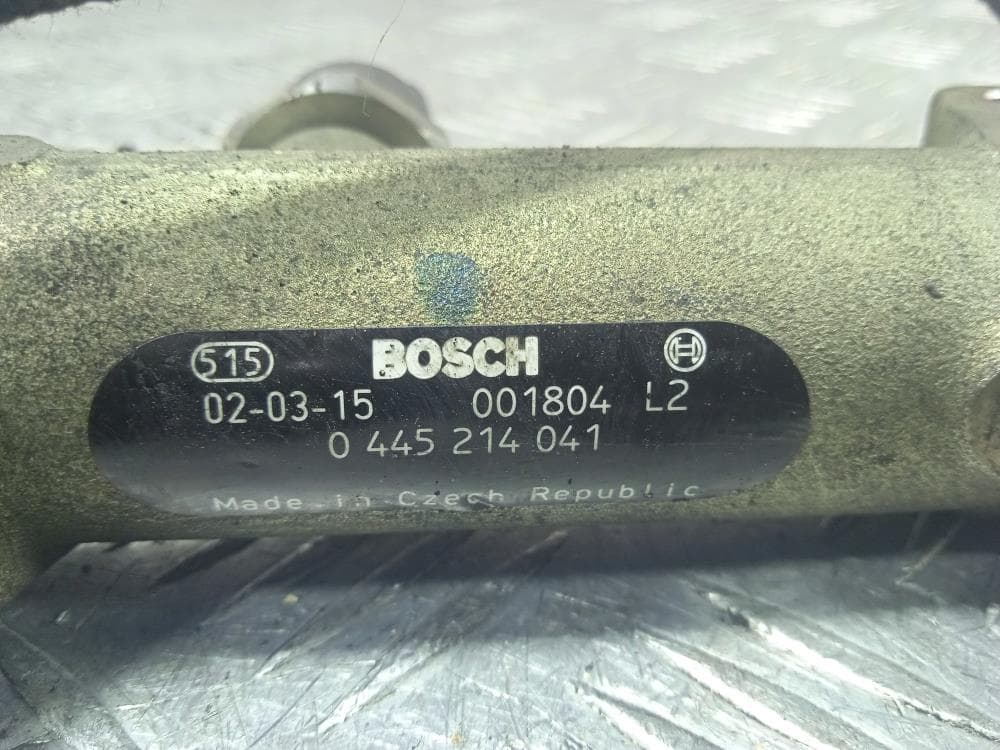 515 BOSCH
02-03-15 001804 L2
0 445 214 041
Made in Czech Republic